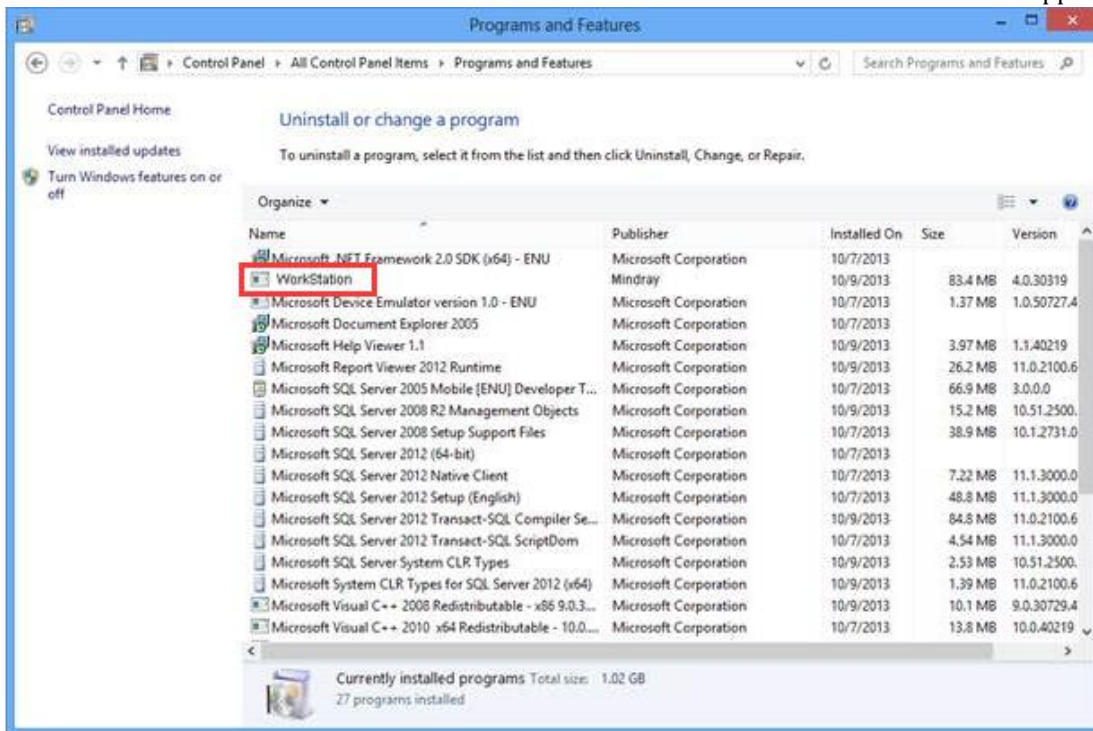 Programs and Features
Control Panel ▸ All Control Panel Items ▸ Programs and Features
Search Programs and Features
Control Panel Home
View installed updates
Turn Windows features on or
off
Uninstall or change a program
To uninstall a program, select it from the list and then click Uninstall, Change, or Repair.
Organize
Name Publisher Installed On Size Version
Microsoft .NET Framework 2.0 SDK (x64) - ENU Microsoft Corporation 10/7/2013
WorkStation Mindray 10/9/2013 83.4 MB 4.0.30319
Microsoft Device Emulator version 1.0 - ENU Microsoft Corporation 10/7/2013 1.37 MB 1.0.50727.4
Microsoft Document Explorer 2005 Microsoft Corporation 10/7/2013
Microsoft Help Viewer 1.1 Microsoft Corporation 10/9/2013 3.97 MB 1.1.40219
Microsoft Report Viewer 2012 Runtime Microsoft Corporation 10/9/2013 26.2 MB 11.0.2100.6
Microsoft SQL Server 2005 Mobile [ENU] Developer T... Microsoft Corporation 10/7/2013 66.9 MB 3.0.0.0
Microsoft SQL Server 2008 R2 Management Objects Microsoft Corporation 10/9/2013 15.2 MB 10.51.2500.
Microsoft SQL Server 2008 Setup Support Files Microsoft Corporation 10/7/2013 38.9 MB 10.1.2731.0
Microsoft SQL Server 2012 (64-bit) Microsoft Corporation 10/7/2013
Microsoft SQL Server 2012 Native Client Microsoft Corporation 10/7/2013 7.22 MB 11.1.3000.0
Microsoft SQL Server 2012 Setup (English) Microsoft Corporation 10/7/2013 48.8 MB 11.1.3000.0
Microsoft SQL Server 2012 Transact-SQL Compiler Se... Microsoft Corporation 10/9/2013 84.8 MB 11.0.2100.6
Microsoft SQL Server 2012 Transact-SQL ScriptDom Microsoft Corporation 10/7/2013 4.54 MB 11.1.3000.0
Microsoft SQL Server System CLR Types Microsoft Corporation 10/9/2013 2.53 MB 10.51.2500.
Microsoft System CLR Types for SQL Server 2012 (x64) Microsoft Corporation 10/9/2013 1.39 MB 11.0.2100.6
Microsoft Visual C++ 2008 Redistributable - x86 9.0.3... Microsoft Corporation 10/9/2013 10.1 MB 9.0.30729.4
Microsoft Visual C++ 2010 x64 Redistributable - 10.0.... Microsoft Corporation 10/7/2013 13.8 MB 10.0.40219
Currently installed programs Total size: 1.02 GB
27 programs installed